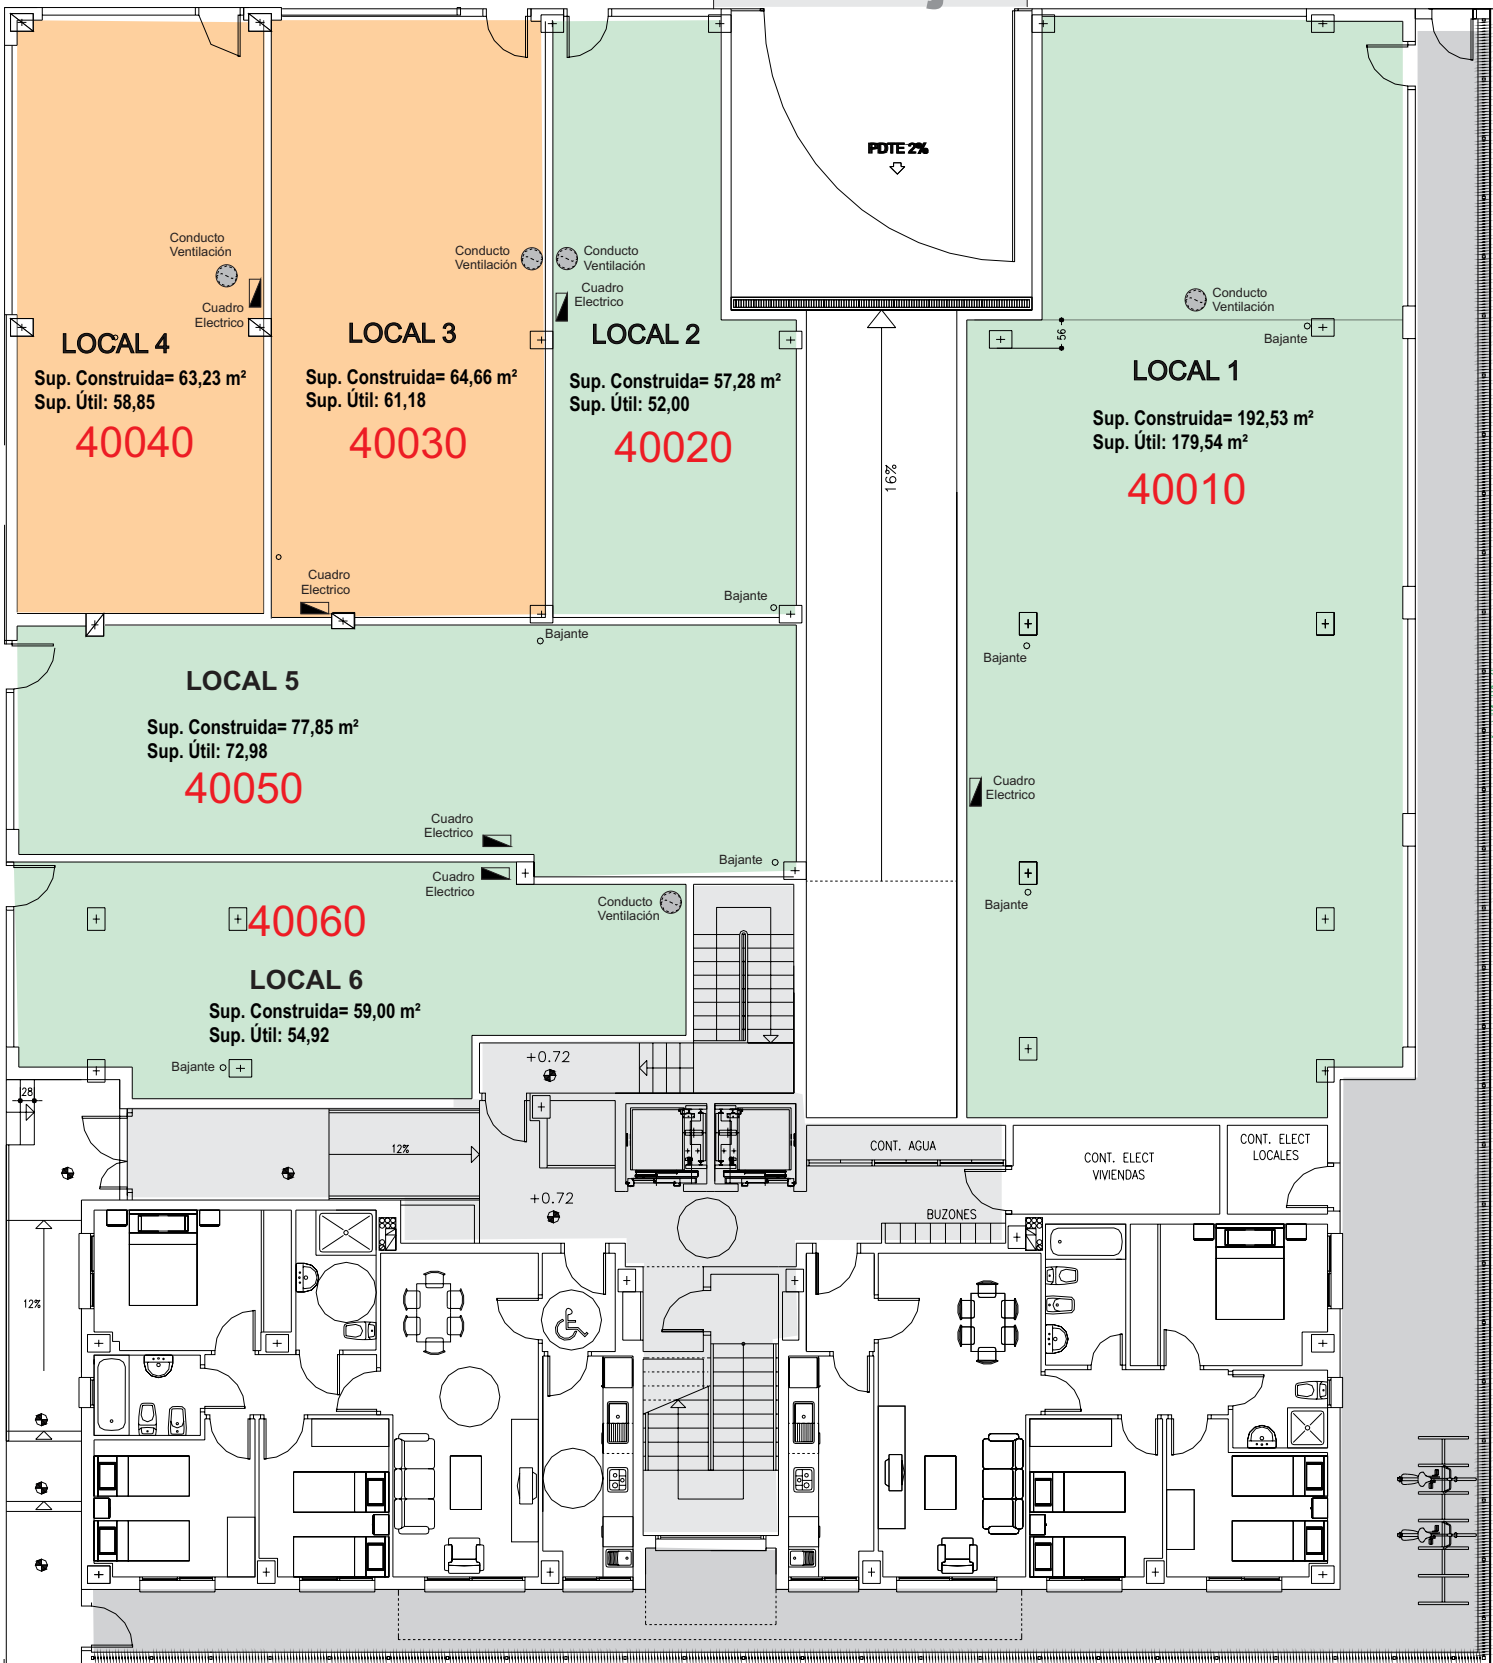 PDTE 2%
Conducto
Ventilación
Cuadro
Electrico
LOCAL 4
Sup. Construida= 63,23 m²
Sup. Útil: 58,85
40040
Conducto
Ventilación
LOCAL 3
Sup. Construida= 64,66 m²
Sup. Útil: 61,18
40030
Cuadro
Electrico
Conducto
Ventilación
Cuadro
Electrico
LOCAL 2
Sup. Construida= 57,28 m²
Sup. Útil: 52,00
40020
Bajante
16%
Conducto
Ventilación
56
Bajante
LOCAL 1
Sup. Construida= 192,53 m²
Sup. Útil: 179,54 m²
40010
Bajante
Cuadro
Electrico
Bajante
Bajante
LOCAL 5
Sup. Construida= 77,85 m²
Sup. Útil: 72,98
40050
Cuadro
Electrico
Bajante
Cuadro
Electrico
Conducto
Ventilación
40060
LOCAL 6
Sup. Construida= 59,00 m²
Sup. Útil: 54,92
Bajante
+0.72
28
12%
+0.72
CONT. AGUA
CONT. ELECT
VIVIENDAS
CONT. ELECT
LOCALES
BUZONES
12%